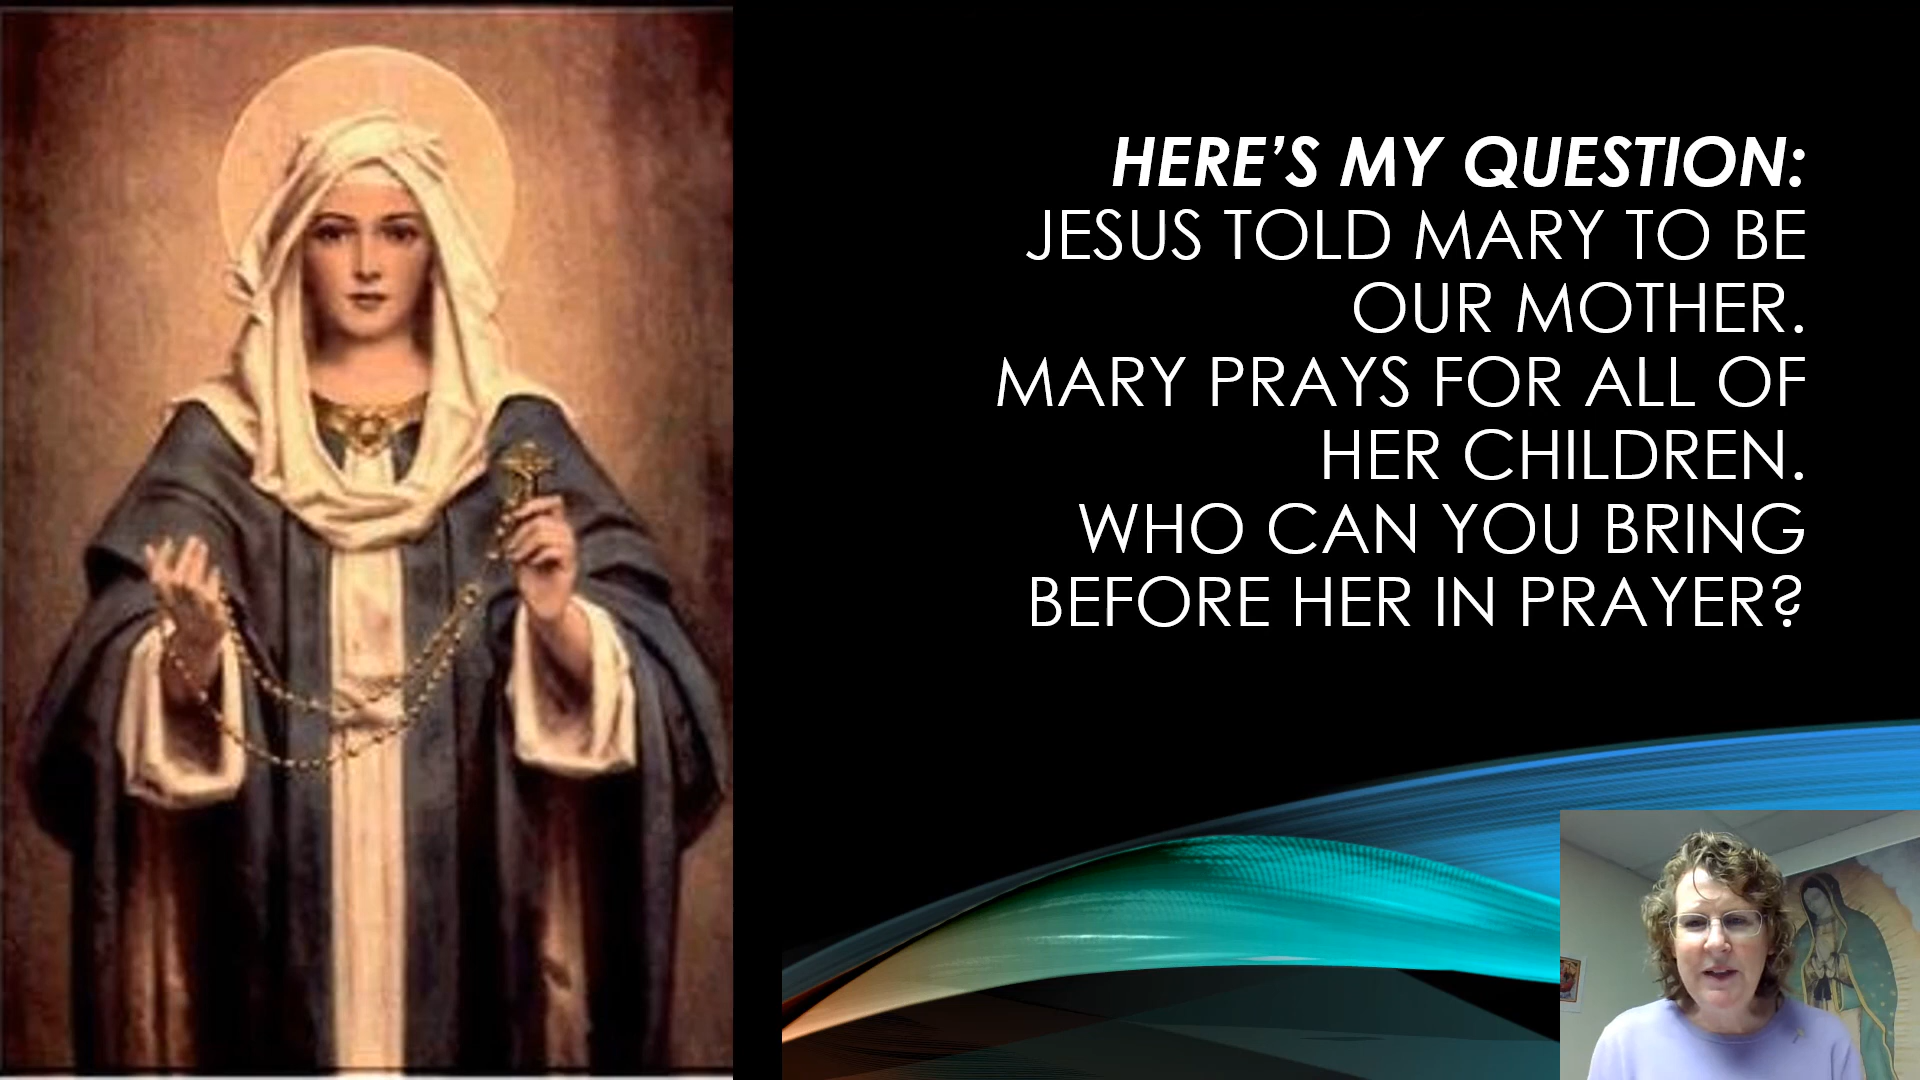 HERE’S MY QUESTION:
JESUS TOLD MARY TO BE
OUR MOTHER.
MARY PRAYS FOR ALL OF
HER CHILDREN.
WHO CAN YOU BRING
BEFORE HER IN PRAYER?